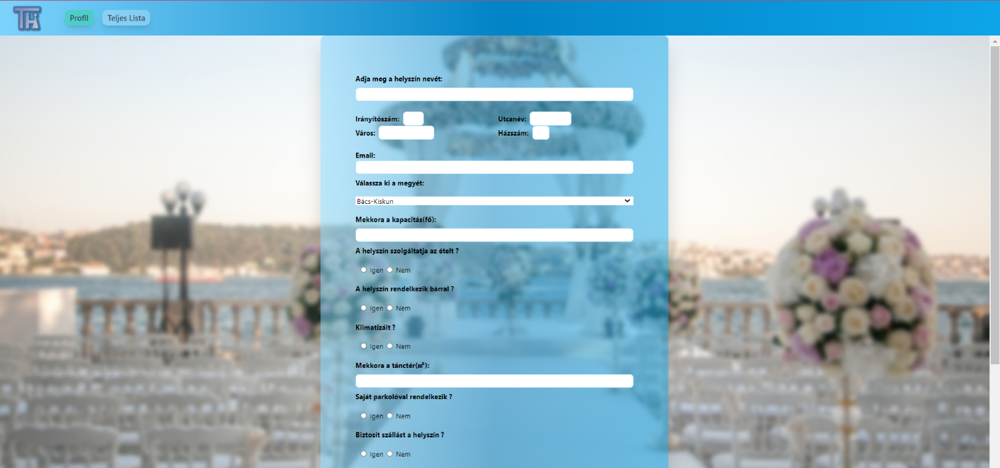 TH
Profil
Teljes Lista
Adja meg a helyszín nevét:
Irányítószám:
Utcanév:
Város:
Házszám:
Email:
Válassza ki a megyét:
Bács-Kiskun
Mekkora a kapacitás(fő):
A helyszín szolgáltatja az ételt ?
Igen Nem
A helyszín rendelkezik bárral ?
Igen Nem
Klimatizált ?
Igen Nem
Mekkora a tánctér(㎡):
Saját parkolóval rendelkezik ?
Igen Nem
Biztosít szállást a helyszín ?
Igen Nem